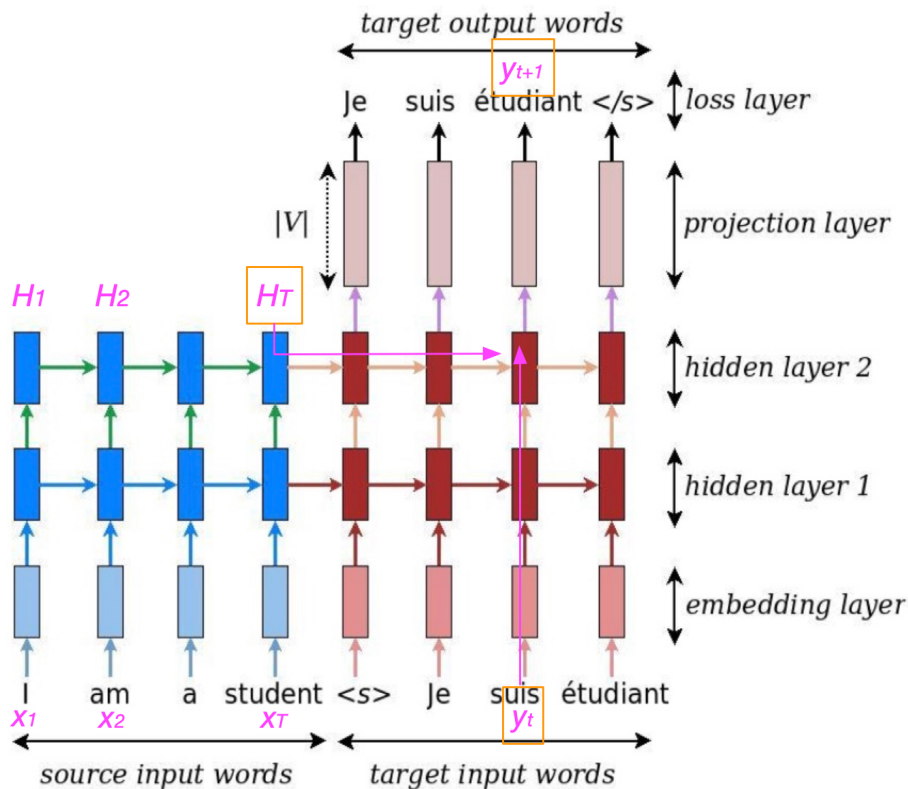 target output words
yt+1
Je suis étudiant </s>
loss layer
|V|
projection layer
H1 H2 HT
hidden layer 2
hidden layer 1
embedding layer
I am a student <s> Je suis étudiant
x1 x2 xT yt
source input words target input words